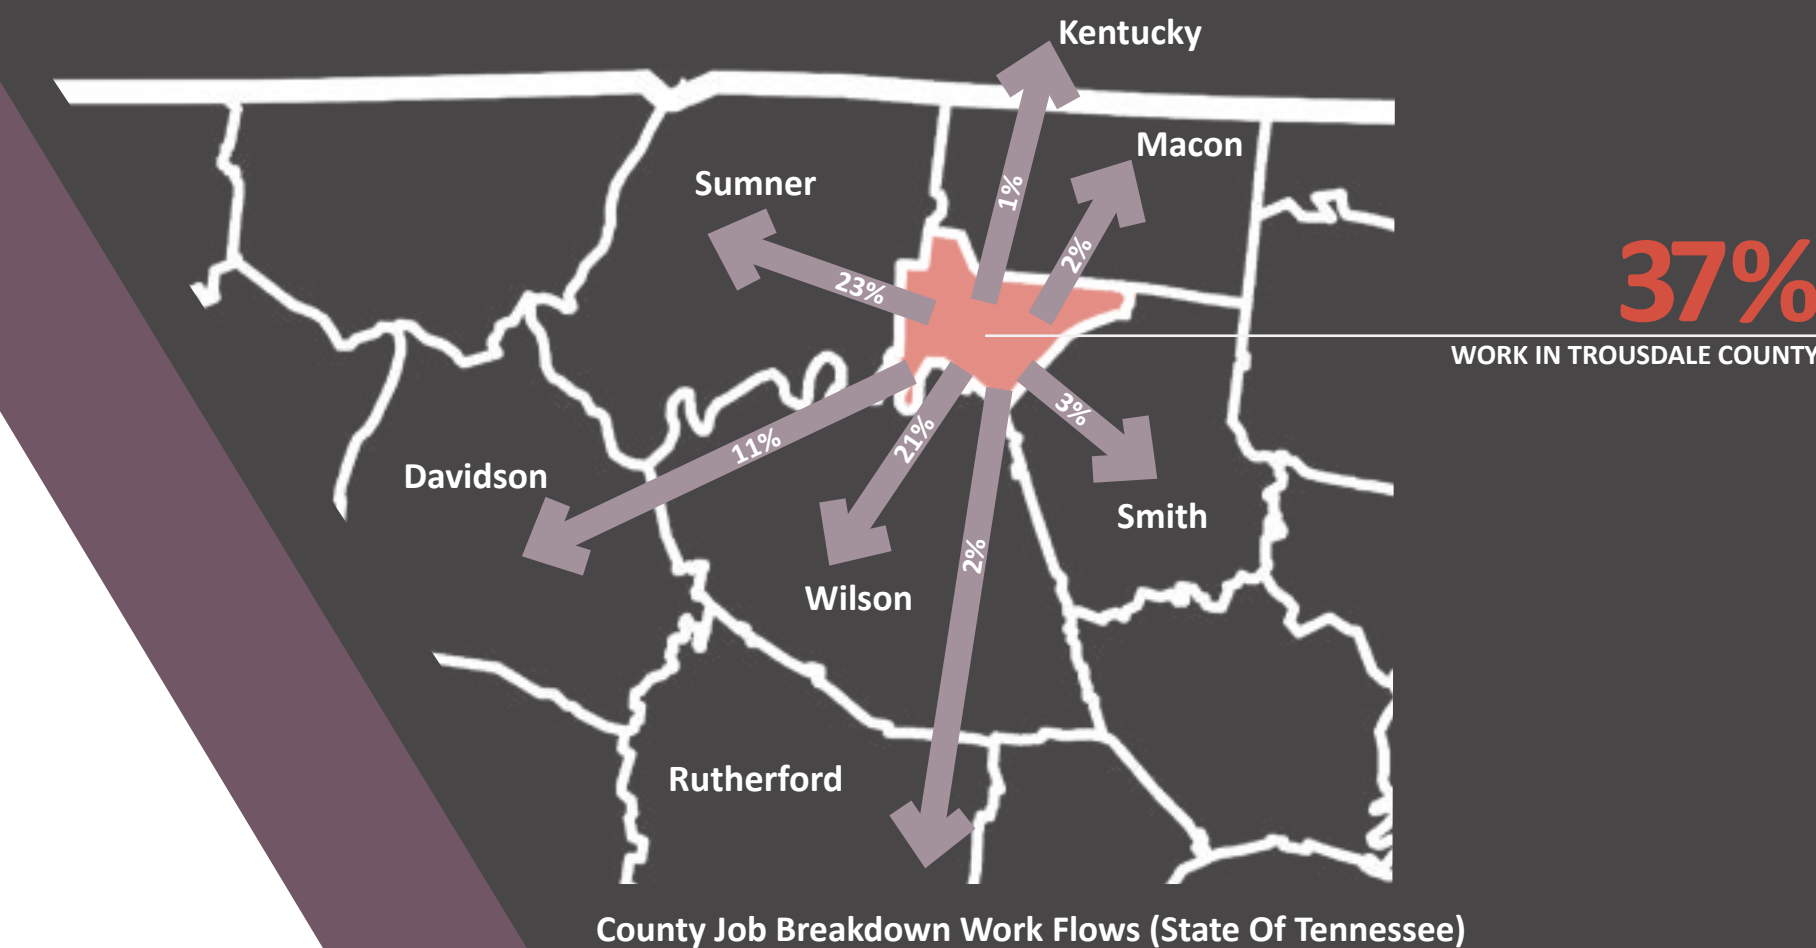 Kentucky
Macon
Sumner
1%
2%
23%
37%
WORK IN TROUSDALE COUNTY
3%
21%
11%
Davidson
Smith
2%
Wilson
Rutherford
County Job Breakdown Work Flows (State Of Tennessee)